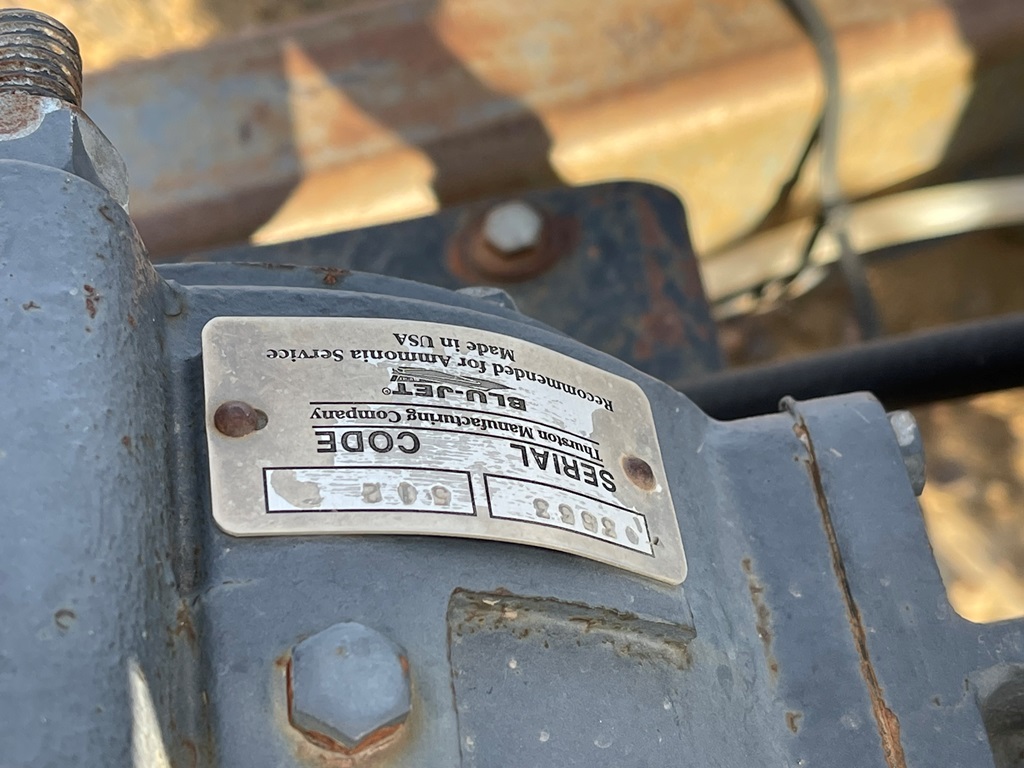 SERIAL CODE
Thurston Manufacturing Company
BLU-JET®
Recommended for Ammonia Service
Made in USA